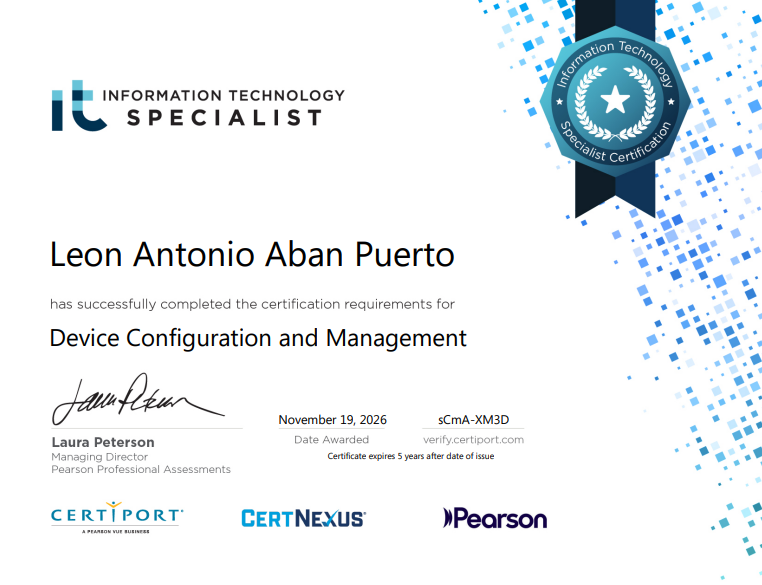 it INFORMATION TECHNOLOGY
SPECIALIST
Information Technology
Specialist Certification
Leon Antonio Aban Puerto
has successfully completed the certification requirements for
Device Configuration and Management
Laura Peterson
Managing Director
Pearson Professional Assessments
November 19, 2026
Date Awarded
sCmA-XM3D
verify.certiport.com
Certificate expires 5 years after date of issue
CERTIPORT®
A PEARSON VUE BUSINESS
CERTNEXUS®
Pearson